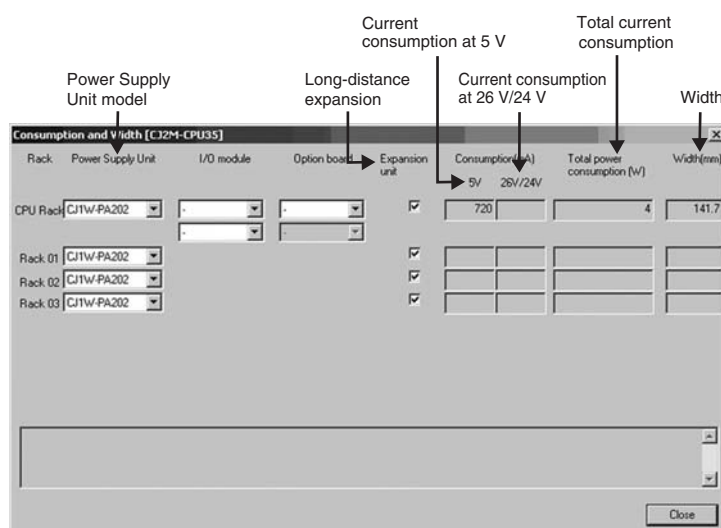 Current
consumption at 5 V
Total current
consumption
Power Supply
Unit model
Long-distance
expansion
Current consumption
at 26 V/24 V
Width
Consumption and Width [CJ2M-CPU35]
Rack Power Supply Unit I/O module Option board Expansion
unit Consumption(mA) Total power
consumption (W) Width(mm)
5V 26V/24V
CPU Rack CJ1W-PA202 - - 720 4 141.7
- -
Rack 01 CJ1W-PA202
Rack 02 CJ1W-PA202
Rack 03 CJ1W-PA202
Close